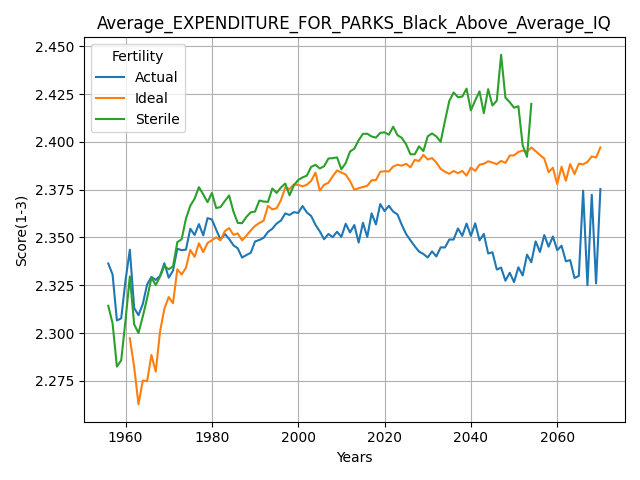 Average_EXPENDITURE_FOR_PARKS_Black_Above_Average_IQ
Score(1-3)
2.450
2.425
2.400
2.375
2.350
2.325
2.300
2.275
Fertility
Actual
Ideal
Sterile
1960
1980
2000
2020
2040
2060
Years